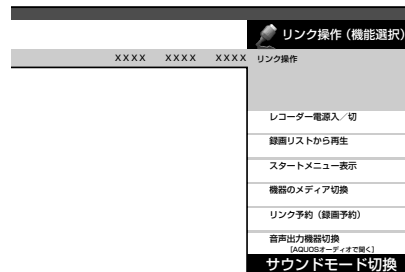 リンク操作（機能選択）
XXXX XXXX XXXX
リンク操作
レコーダー電源入／切
録画リストから再生
スタートメニュー表示
機器のメディア切換
リンク予約（録画予約）
音声出力機器切換
［AQUOSオーディオで聞く］
サウンドモード切換